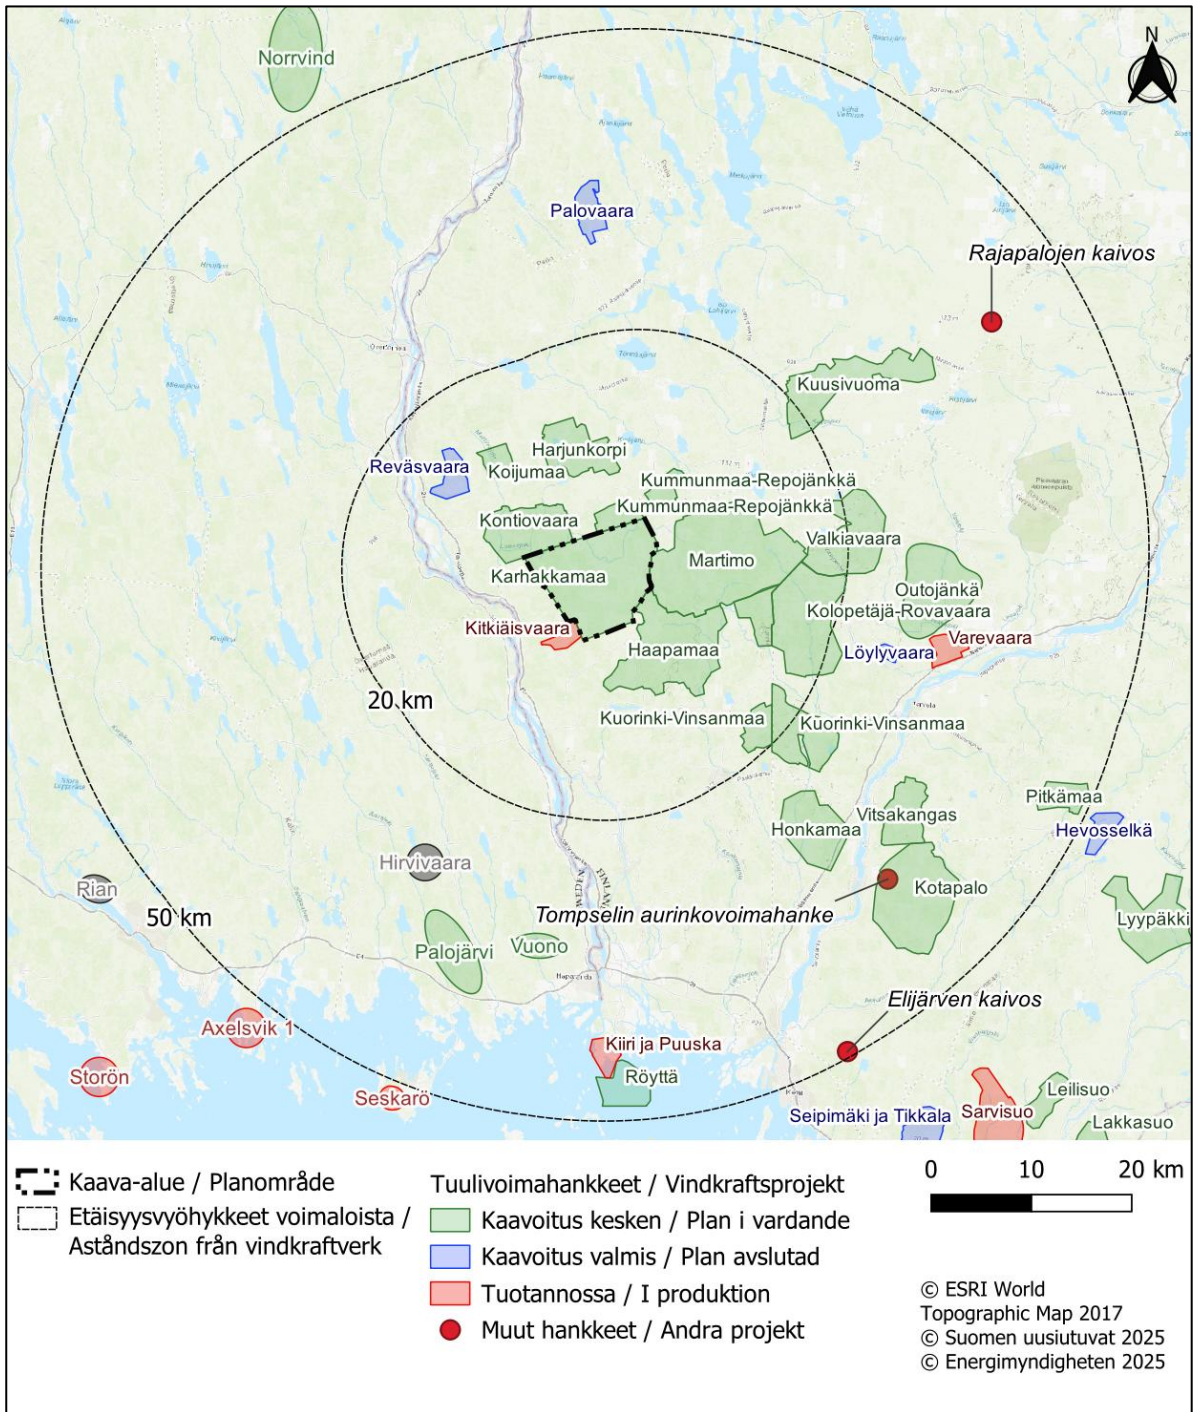 Norrvind
N
Palovaara
Rajapalojen kaivos
Kuusivuoma
Harjunkorpi
Reväsvaara
Koijumaa
Kummunmaa-Repojänkkä
Kummunmaa-Repojänkkä
Kontiovaara
Valkiavaara
Martimo
Karhakkamaa
Outojänkä
Kolopetäjä-Rovavaara
Kitkiäisvaara
Varevaara
Haapamaa
Löylyvaara
20 km
Kuorinki-Vinsanmaa
Kuorinki-Vinsanmaa
Pitkämaa
Vitsakangas
Honkamaa
Hevosselkä
Hirvivaara
Rian
Kotapalo
50 km
Tompselin aurinkovoimahanke
Lyypäkki
SWEDEN
FINLAND
Palojärvi
Vuono
Haparanda
Elijärven kaivos
Axelsvik 1
Kiiri ja Puuska
Storön
Röyttä
Seskarö
Leilisuo
Seipimäki ja Tikkala
Sarvisuo
Lakkasuo
Kaava-alue / Planområde
Etäisyysvyöhykkeet voimaloista /
Aståndszon från vindkraftverk
Tuulivoimahankkeet / Vindkraftsprojekt
Kaavoitus kesken / Plan i vardande
Kaavoitus valmis / Plan avslutad
Tuotannossa / I produktion
Muut hankkeet / Andra projekt
0 10 20 km
© ESRI World
Topographic Map 2017
© Suomen uusiutuvat 2025
© Energimyndigheten 2025